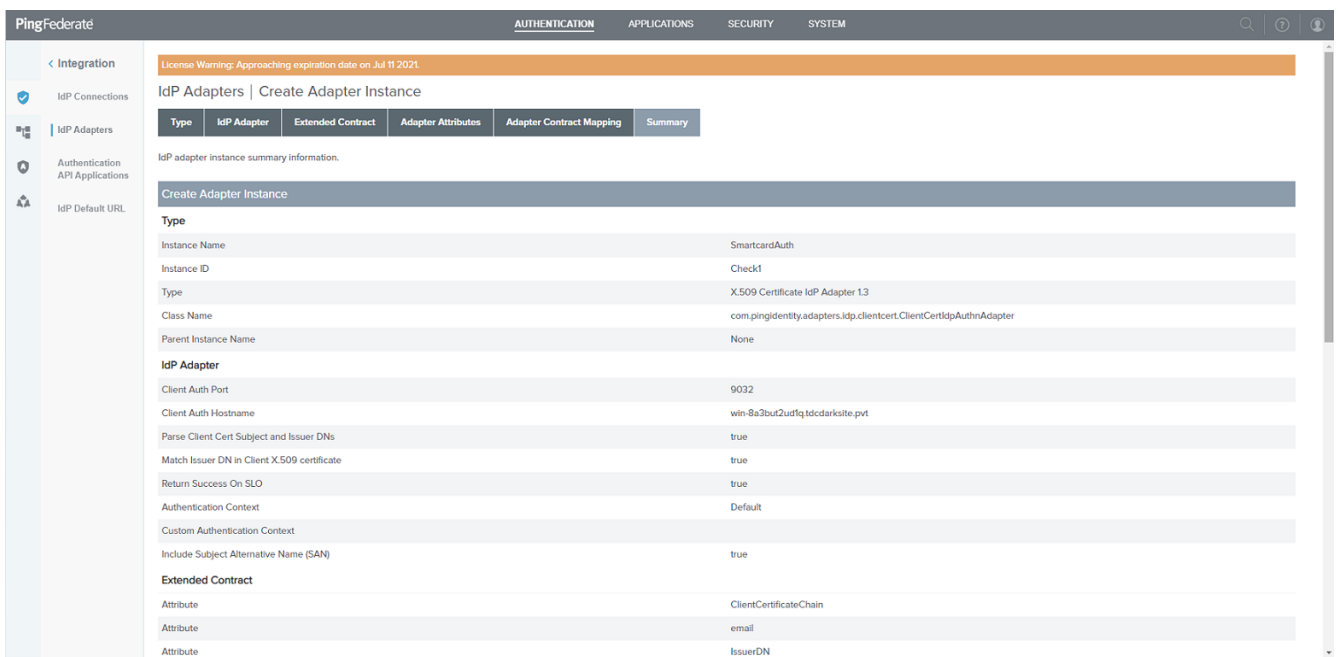 PingFederate AUTHENTICATION APPLICATIONS SECURITY SYSTEM
Integration
IdP Connections
IdP Adapters
Authentication
API Applications
IdP Default URL
License Warning: Approaching expiration date on Jul 11 2021.
IdP Adapters | Create Adapter Instance
Type IdP Adapter Extended Contract Adapter Attributes Adapter Contract Mapping Summary
IdP adapter instance summary information.
Create Adapter Instance
Type
Instance Name SmartcardAuth
Instance ID Check1
Type X.509 Certificate IdP Adapter 1.3
Class Name com.pingidentity.adapters.idp.clientcert.ClientCertIdpAuthnAdapter
Parent Instance Name None
IdP Adapter
Client Auth Port 9032
Client Auth Hostname win-8a3but2ud1q.tdcdarksite.pvt
Parse Client Cert Subject and Issuer DNs true
Match Issuer DN in Client X.509 certificate true
Return Success On SLO true
Authentication Context Default
Custom Authentication Context
Include Subject Alternative Name (SAN) true
Extended Contract
Attribute ClientCertificateChain
Attribute email
Attribute IssuerDN